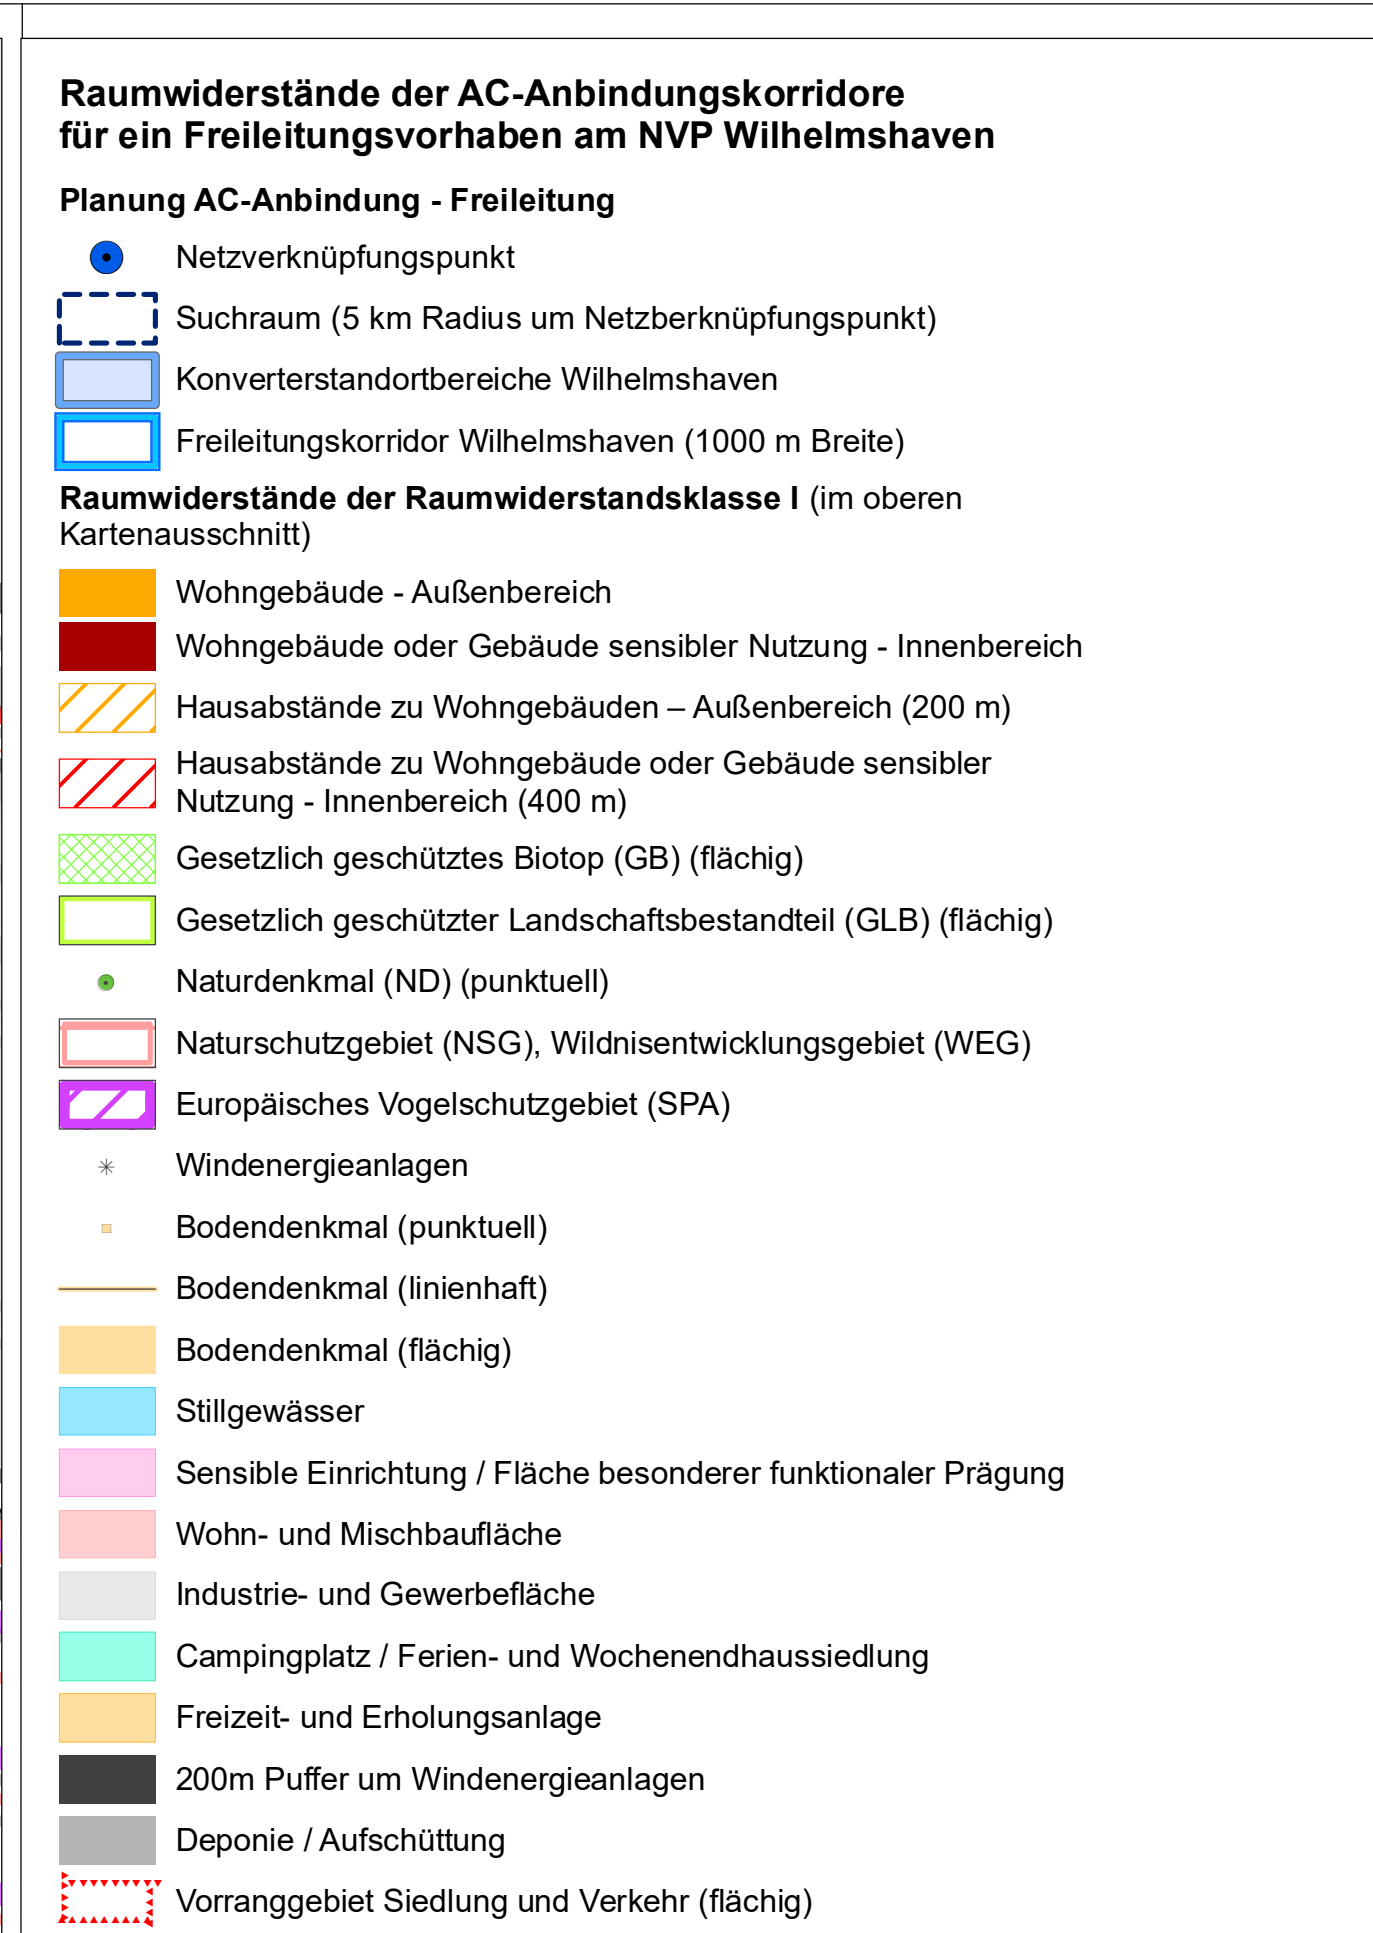 Raumwiderstände der AC-Anbindungskorridore
für ein Freileitungsvorhaben am NVP Wilhelmshaven
Planung AC-Anbindung - Freileitung
Netzverknüpfungspunkt
Suchraum (5 km Radius um Netzberknüpfungspunkt)
Konverterstandortbereiche Wilhelmshaven
Freileitungskorridor Wilhelmshaven (1000 m Breite)
Raumwiderstände der Raumwiderstandsklasse I (im oberen
Kartenausschnitt)
Wohngebäude - Außenbereich
Wohngebäude oder Gebäude sensibler Nutzung - Innenbereich
Hausabstände zu Wohngebäuden – Außenbereich (200 m)
Hausabstände zu Wohngebäude oder Gebäude sensibler
Nutzung - Innenbereich (400 m)
Gesetzlich geschütztes Biotop (GB) (flächig)
Gesetzlich geschützter Landschaftsbestandteil (GLB) (flächig)
Naturdenkmal (ND) (punktuell)
Naturschutzgebiet (NSG), Wildnisentwicklungsgebiet (WEG)
Europäisches Vogelschutzgebiet (SPA)
Windenergieanlagen
Bodendenkmal (punktuell)
Bodendenkmal (linienhaft)
Bodendenkmal (flächig)
Stillgewässer
Sensible Einrichtung / Fläche besonderer funktionaler Prägung
Wohn- und Mischbaufläche
Industrie- und Gewerbefläche
Campingplatz / Ferien- und Wochenendhaussiedlung
Freizeit- und Erholungsanlage
200m Puffer um Windenergieanlagen
Deponie / Aufschüttung
Vorranggebiet Siedlung und Verkehr (flächig)